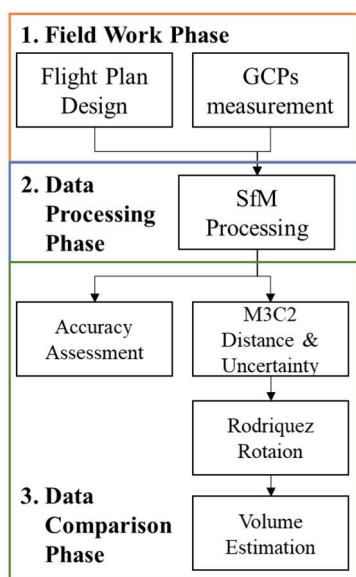 1. Field Work Phase
Flight Plan
Design
GCPs
measurement
2. Data
Processing
Phase
SfM
Processing
Accuracy
Assessment
M3C2
Distance &
Uncertainty
Rodriquez
Rotaion
3. Data
Comparison
Phase
Volume
Estimation